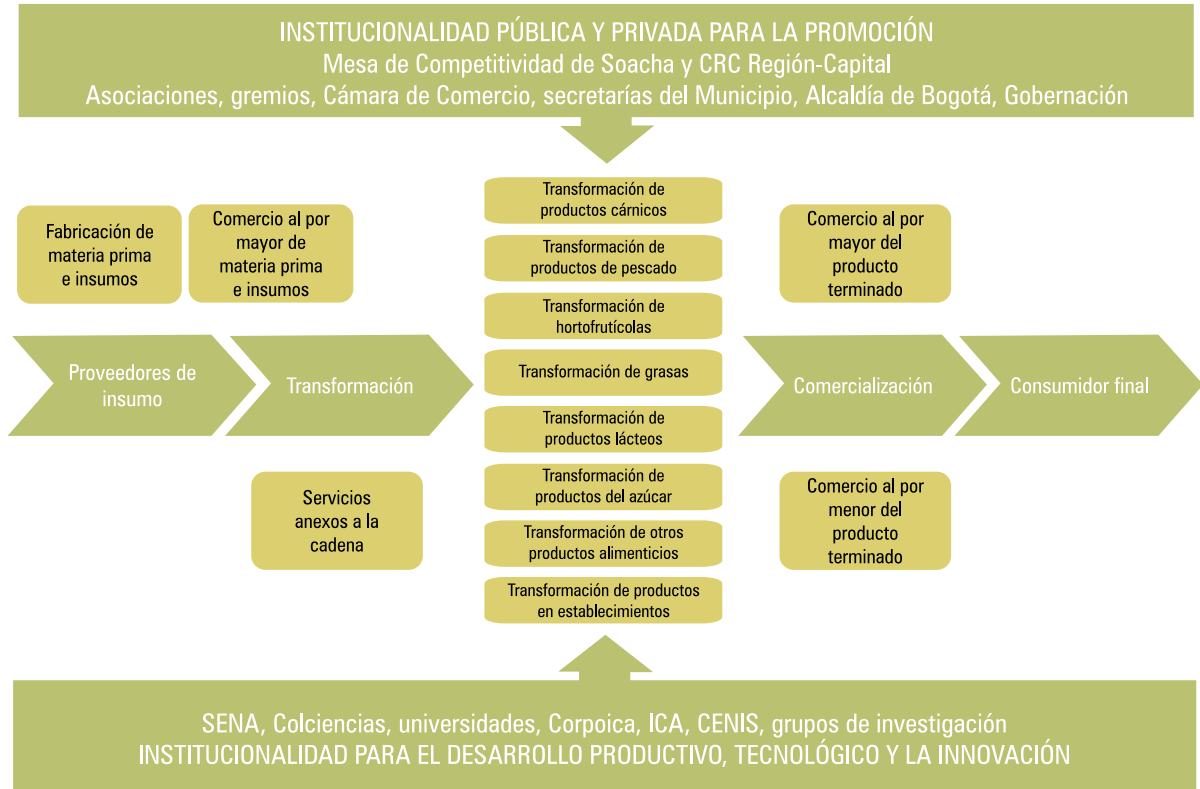 INSTITUCIONALIDAD PÚBLICA Y PRIVADA PARA LA PROMOCIÓN
Mesa de Competitividad de Soacha y CRC Región-Capital
Asociaciones, gremios, Cámara de Comercio, secretarías del Municipio, Alcaldía de Bogotá, Gobernación
Fabricación de
materia prima
e insumos
Comercio al por
mayor de
materia prima
e insumos
Proveedores de
insumo
Transformación
Servicios
anexos a la
cadena
Transformación de
productos cárnicos
Transformación de
productos de pescado
Transformación de
hortofrutícolas
Transformación de grasas
Transformación de
productos lácteos
Transformación de
productos del azúcar
Transformación de otros
productos alimenticios
Transformación de productos
en establecimientos
Comercio al por
mayor del
producto
terminado
Comercialización
Consumidor final
Comercio al por
menor del
producto
terminado
SENA, Colciencias, universidades, Corpoica, ICA, CENIS, grupos de investigación
INSTITUCIONALIDAD PARA EL DESARROLLO PRODUCTIVO, TECNOLÓGICO Y LA INNOVACIÓN